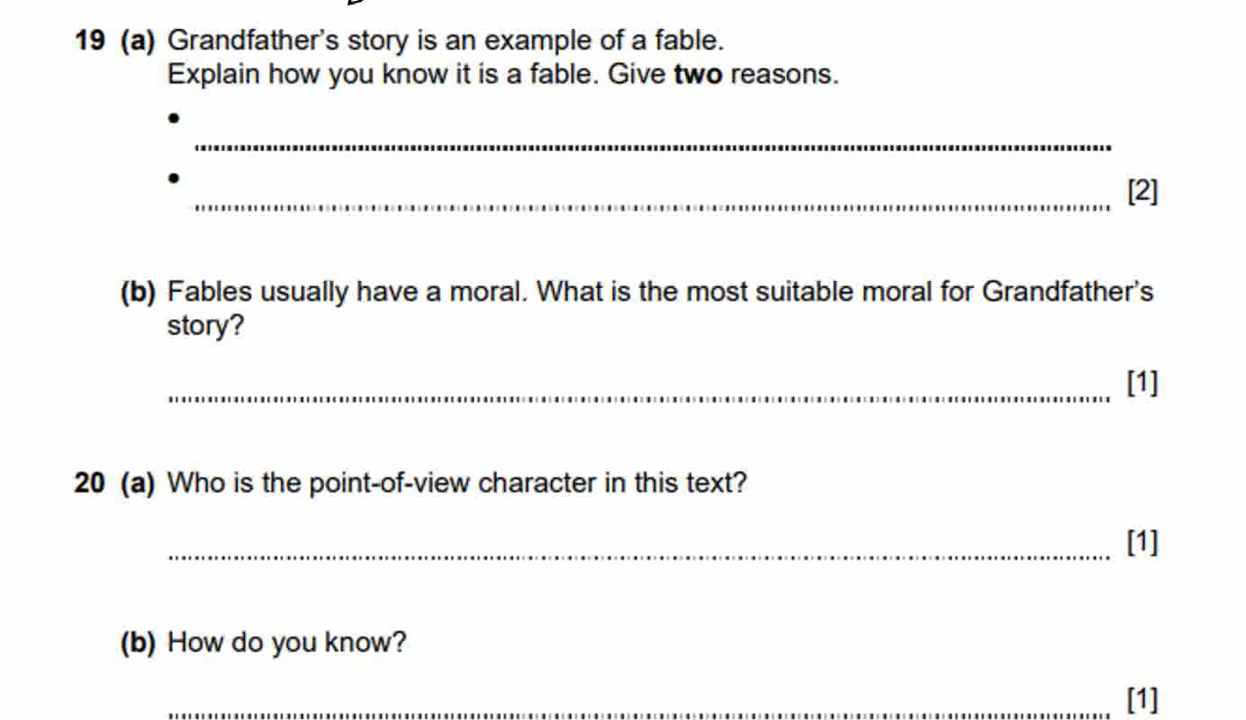 19 (a) Grandfather's story is an example of a fable.
Explain how you know it is a fable. Give two reasons.
•
• [2]
(b) Fables usually have a moral. What is the most suitable moral for Grandfather's
story?
[1]
20 (a) Who is the point-of-view character in this text?
[1]
(b) How do you know?
[1]